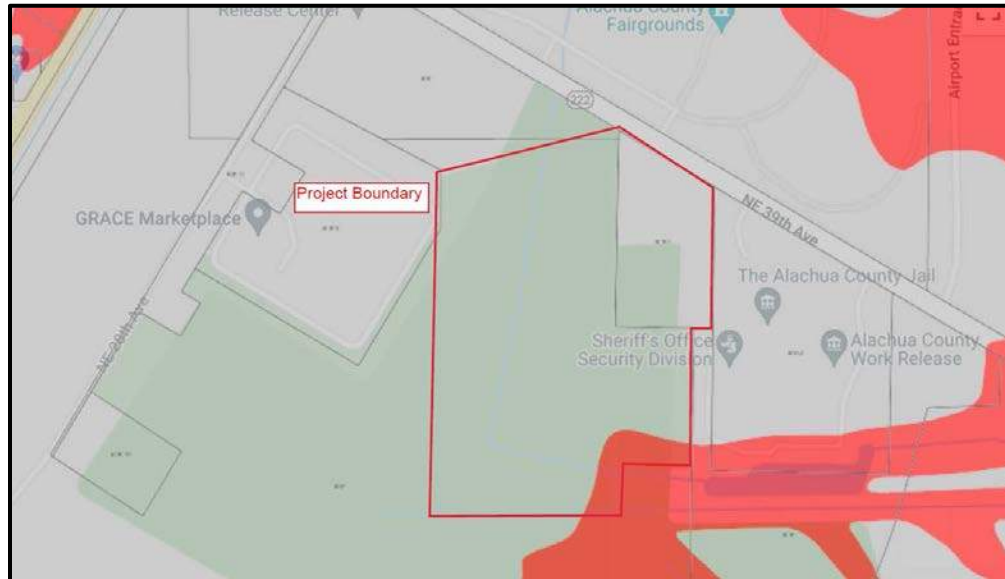 Release Center
Alachua County
Fairgrounds
222
Airport Entra
Project Boundary
GRACE Marketplace
NE 39th Ave
The Alachua County Jail
Sheriff's Office
Security Division
Alachua County
Work Release
NE 28th Ave